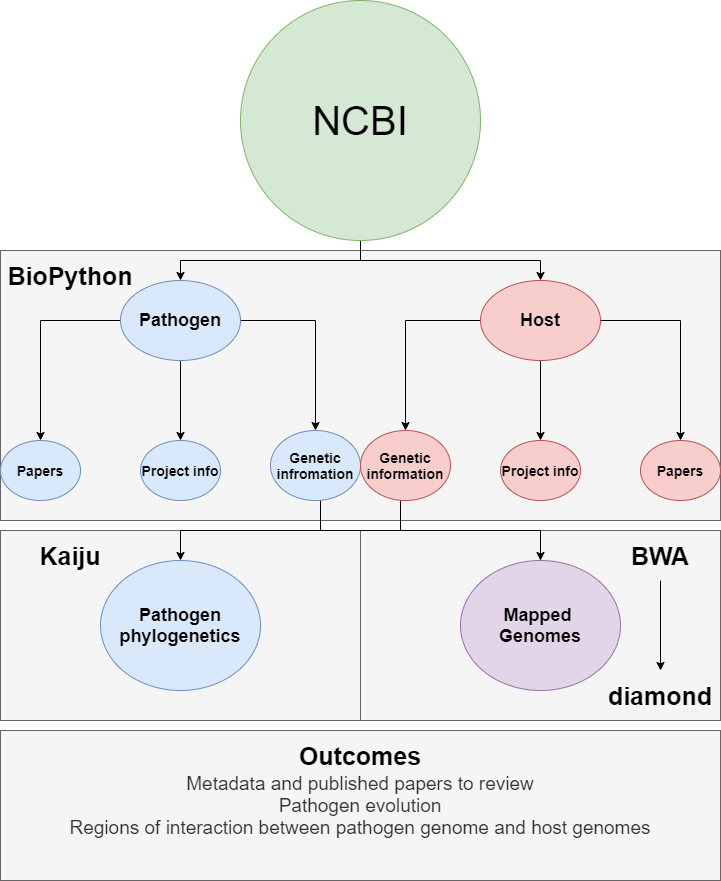 NCBI
BioPython
Pathogen
Host
Papers
Project info
Genetic
infromation
Genetic
information
Project info
Papers
Kaiju
Pathogen
phylogenetics
Mapped
Genomes
BWA
diamond
Outcomes
Metadata and published papers to review
Pathogen evolution
Regions of interaction between pathogen genome and host genomes